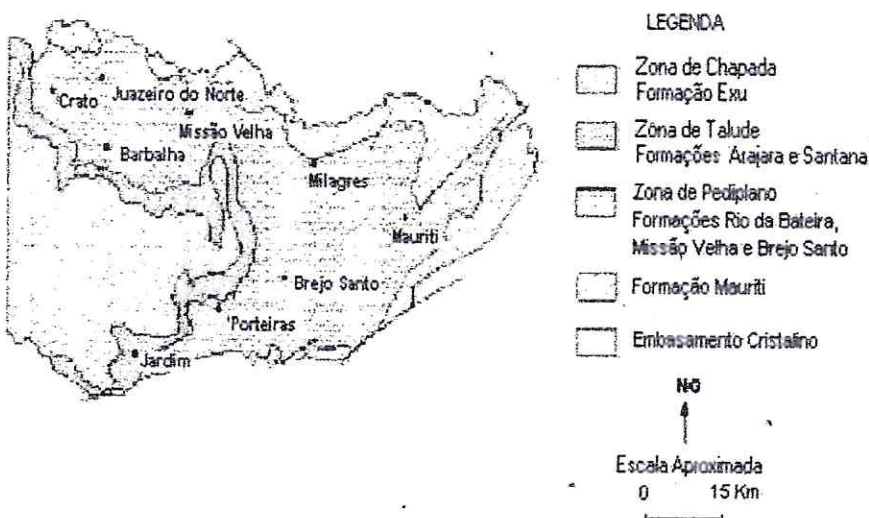 LEGENDA
Zona de Chapada
Formação Exu
Zona de Talude
Formações Arajara e Santana
Zona de Pediplano
Formações Rio da Bateira,
Missão Velha e Brejo Santo
Formação Mauriti
Embasamento Cristalino
Crato
Juazeiro do Norte
Missão Velha
Barbalha
Milagres
Mauriti
Brejo Santo
Porteiras
Jardim
Escala Aproximada
0 15 Km